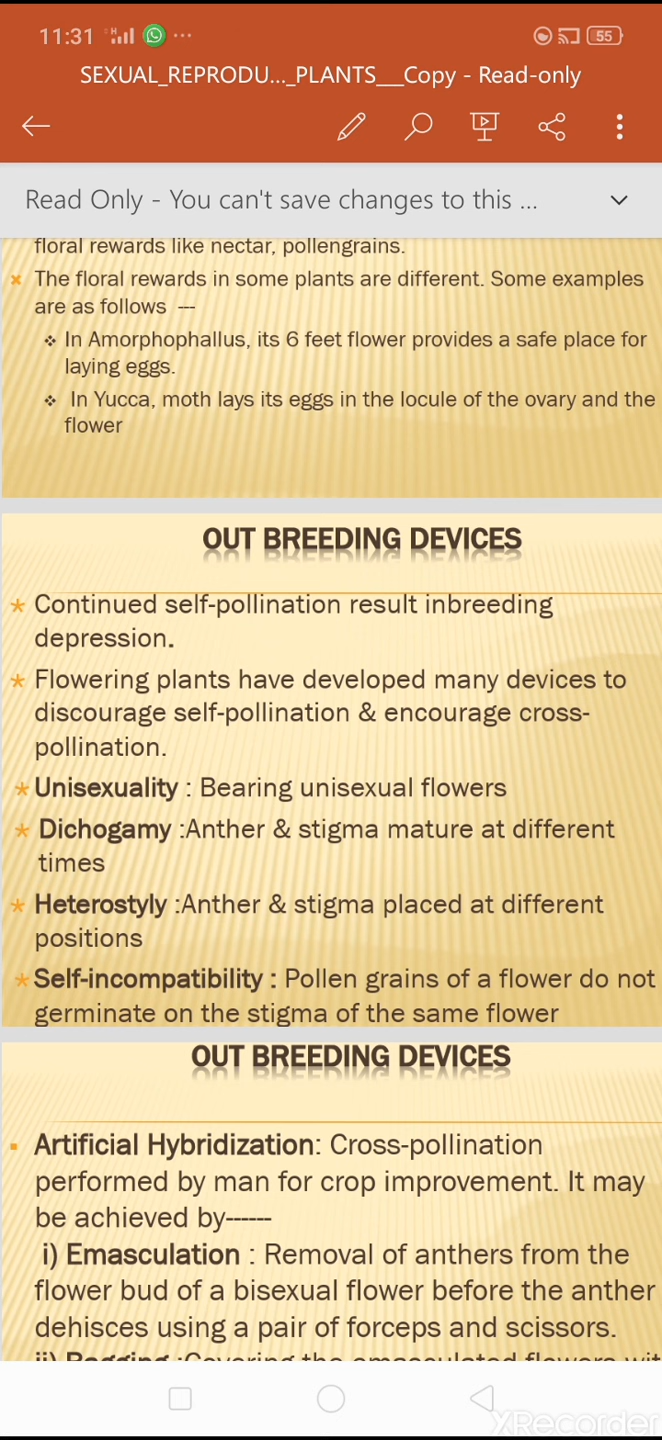 11:31
55
SEXUAL_REPRODU..._PLANTS___Copy - Read-only
Read Only - You can't save changes to this ...
floral rewards like nectar, pollengrains.
The floral rewards in some plants are different. Some examples
are as follows ---
In Amorphophallus, its 6 feet flower provides a safe place for
laying eggs.
In Yucca, moth lays its eggs in the locule of the ovary and the
flower
OUT BREEDING DEVICES
Continued self-pollination result inbreeding
depression.
Flowering plants have developed many devices to
discourage self-pollination & encourage cross-
pollination.
Unisexuality : Bearing unisexual flowers
Dichogamy :Anther & stigma mature at different
times
Heterostyly :Anther & stigma placed at different
positions
Self-incompatibility : Pollen grains of a flower do not
germinate on the stigma of the same flower
OUT BREEDING DEVICES
Artificial Hybridization: Cross-pollination
performed by man for crop improvement. It may
be achieved by------
i) Emasculation : Removal of anthers from the
flower bud of a bisexual flower before the anther
dehisces using a pair of forceps and scissors.
ii) Bagging :Covering the emasculated flowers wit
XRecorder